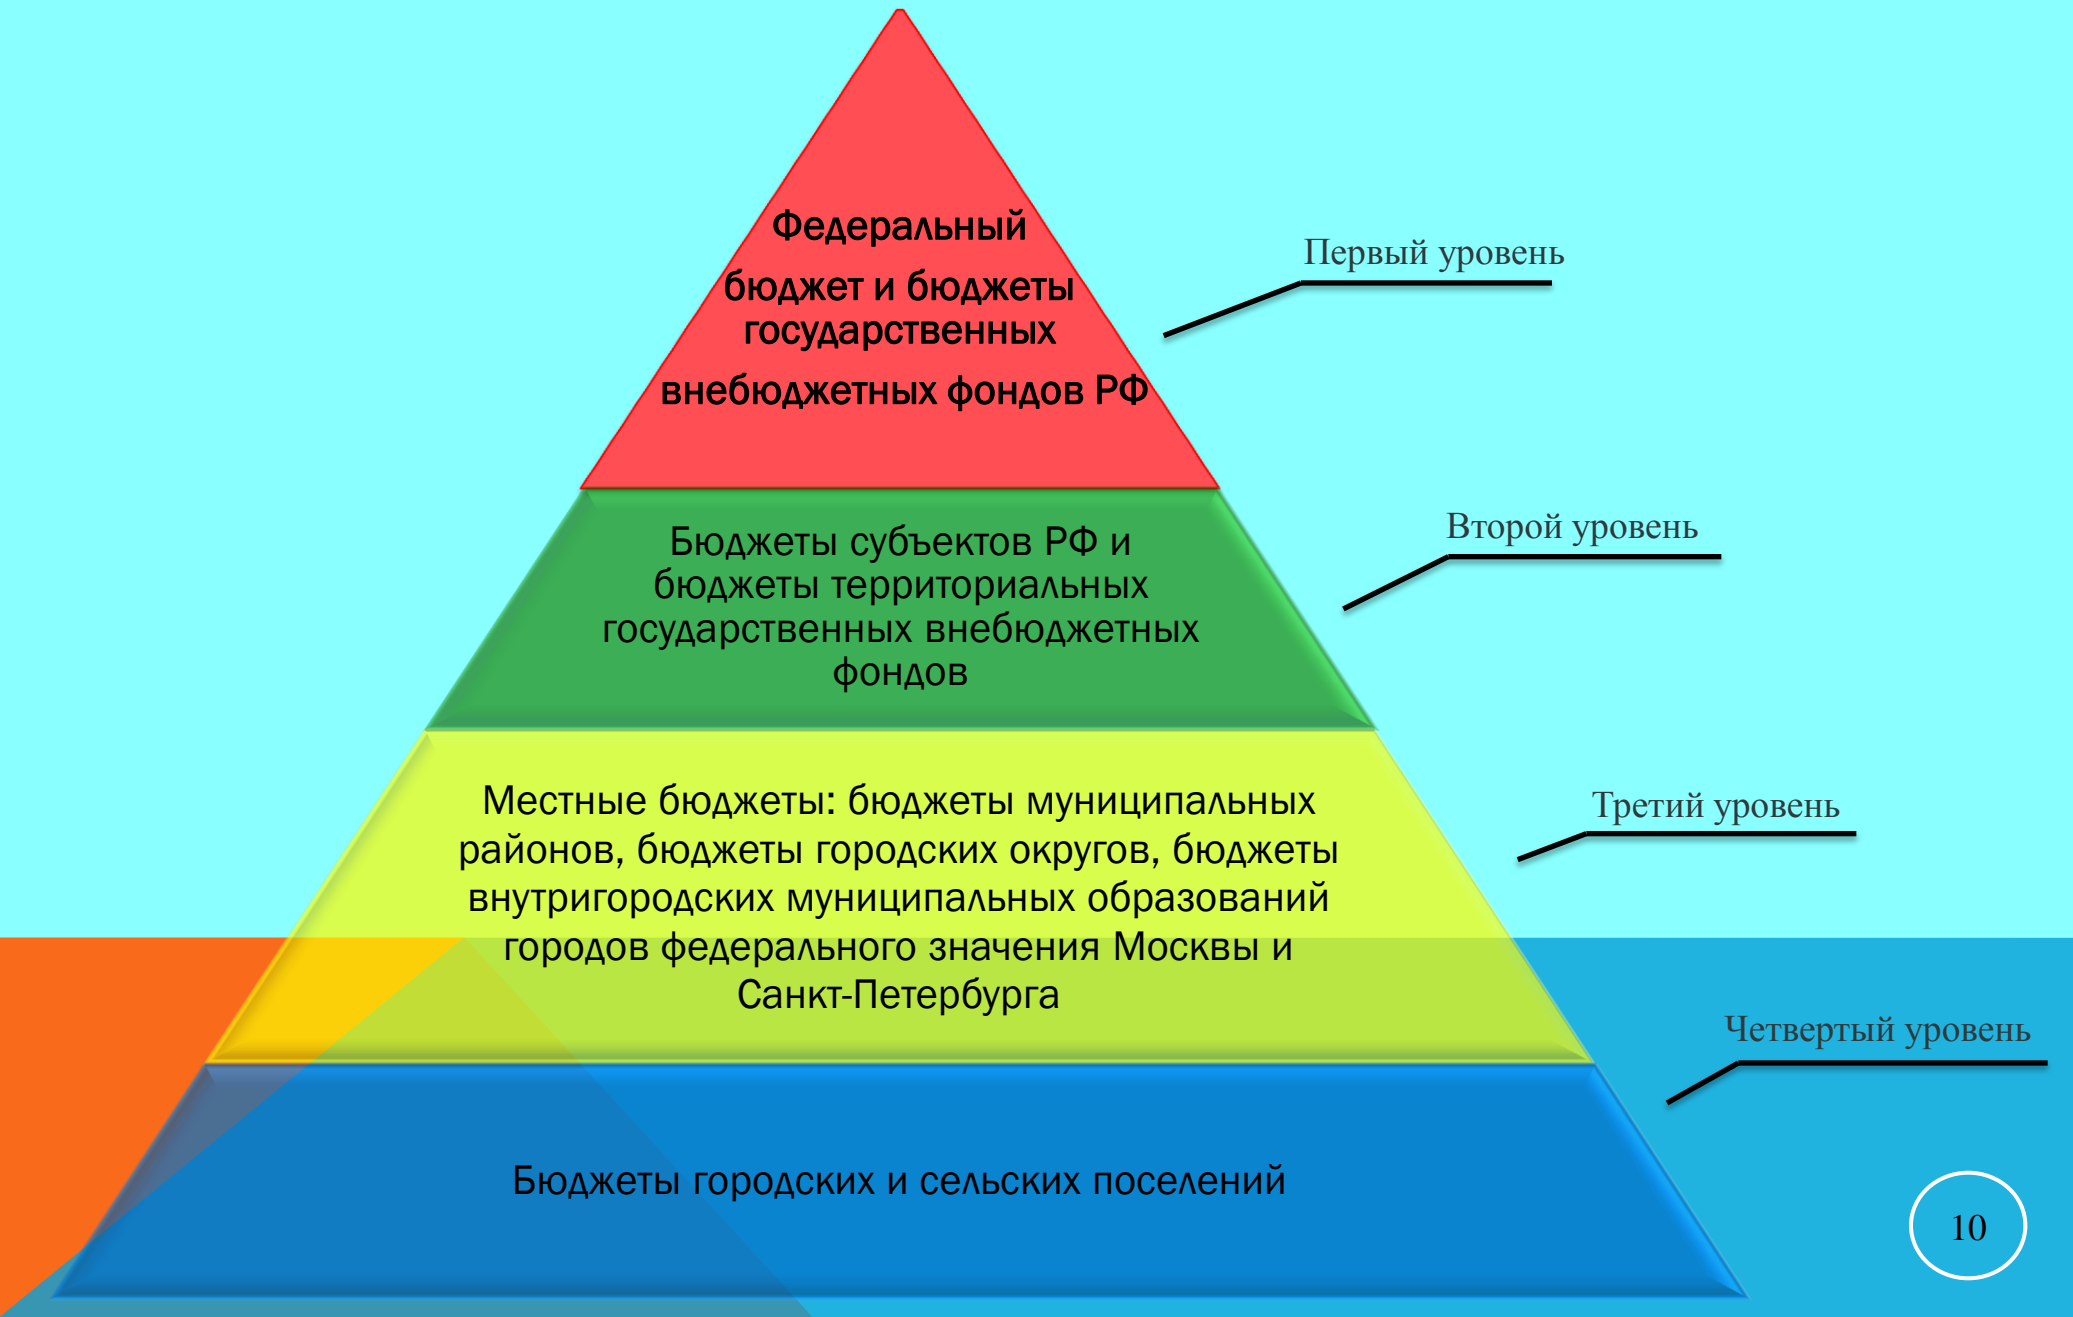 Федеральный
бюджет и бюджеты
государственных
внебюджетных фондов РФ
Первый уровень
Бюджеты субъектов РФ и
бюджеты территориальных
государственных внебюджетных
фондов
Второй уровень
Местные бюджеты: бюджеты муниципальных
районов, бюджеты городских округов, бюджеты
внутригородских муниципальных образований
городов федерального значения Москвы и
Санкт-Петербурга
Третий уровень
Бюджеты городских и сельских поселений
Четвертый уровень
10